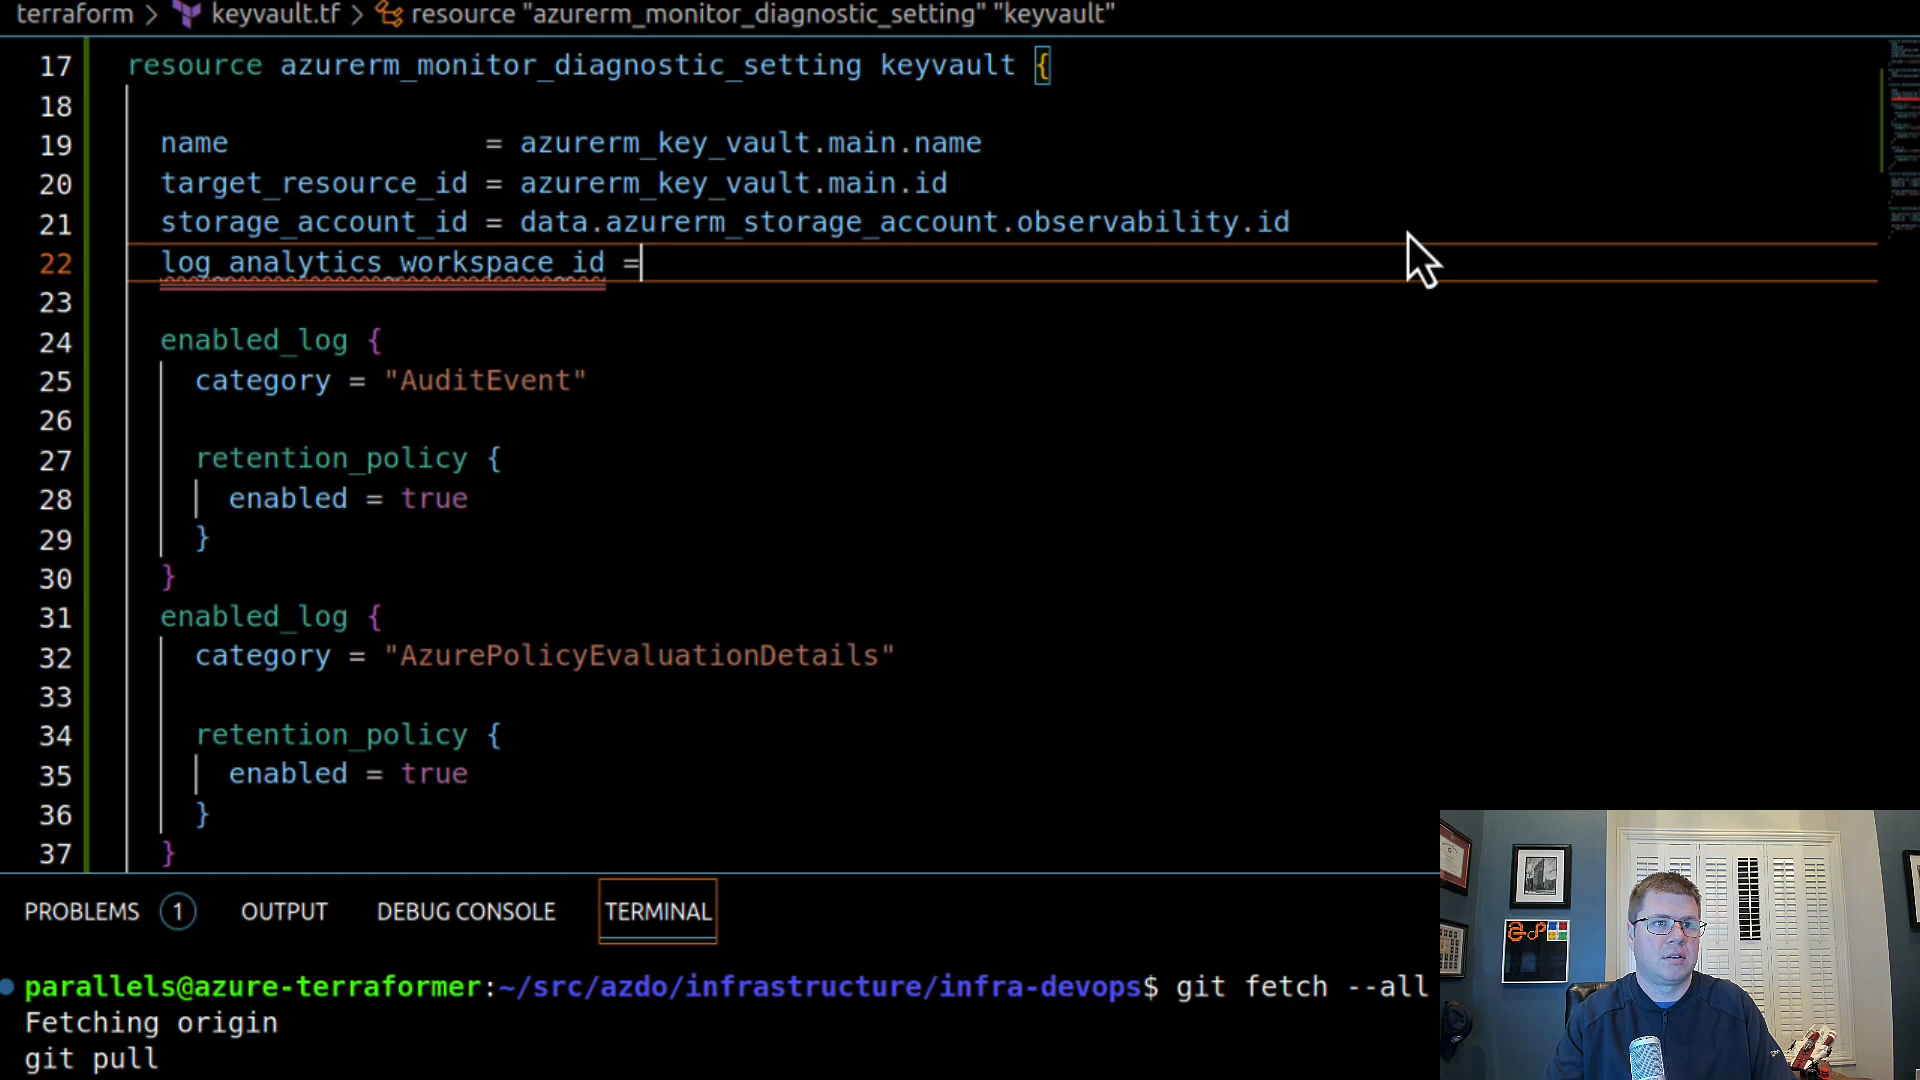 terraform > keyvault.tf > resource "azurerm_monitor_diagnostic_setting" "keyvault"
17 resource azurerm_monitor_diagnostic_setting keyvault {
18
19 name = azurerm_key_vault.main.name
20 target_resource_id = azurerm_key_vault.main.id
21 storage_account_id = data.azurerm_storage_account.observability.id
22 log_analytics_workspace_id =
23
24 enabled_log {
25 category = "AuditEvent"
26
27 retention_policy {
28 enabled = true
29 }
30 }
31 enabled_log {
32 category = "AzurePolicyEvaluationDetails"
33
34 retention_policy {
35 enabled = true
36 }
37 }
PROBLEMS 1 OUTPUT DEBUG CONSOLE TERMINAL
parallels@azure-terraformer:~/src/azdo/infrastructure/infra-devops$ git fetch --all
Fetching origin
git pull